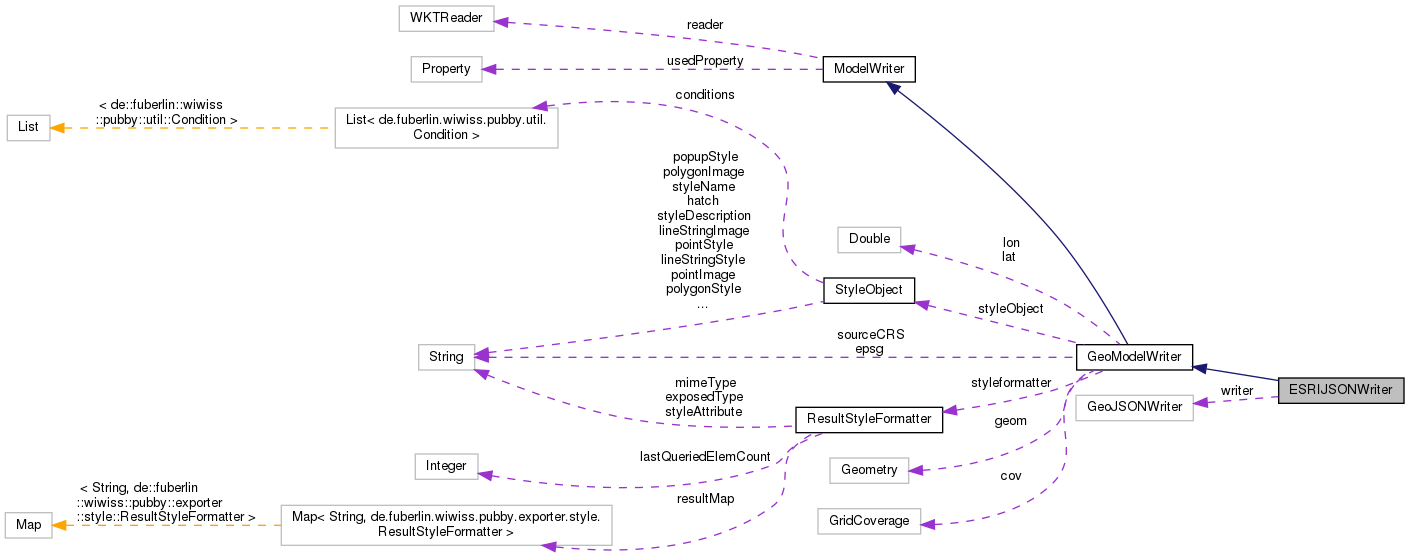 WKTReader
reader
Property
usedProperty
ModelWriter
conditions
< de::fuberlin::wiwiss
::pubby::util::Condition >
List
List< de.fuberlin.wiwiss.pubby.util.
Condition >
popupStyle
polygonImage
styleName
hatch
styleDescription
lineStringImage
pointStyle
lineStringStyle
pointImage
polygonStyle
...
Double
lon
lat
StyleObject
styleObject
String
sourceCRS
epsg
GeoModelWriter
mimeType
exposedType
styleAttribute
styleformatter
ResultStyleFormatter
writer
GeoJSONWriter
ESRIJSONWriter
geom
Integer
lastQueriedElemCount
Geometry
cov
resultMap
< String, de::fuberlin
::wiwiss::pubby::exporter
::style::ResultStyleFormatter >
Map
Map< String, de.fuberlin.wiwiss.pubby.exporter.style.
ResultStyleFormatter >
GridCoverage